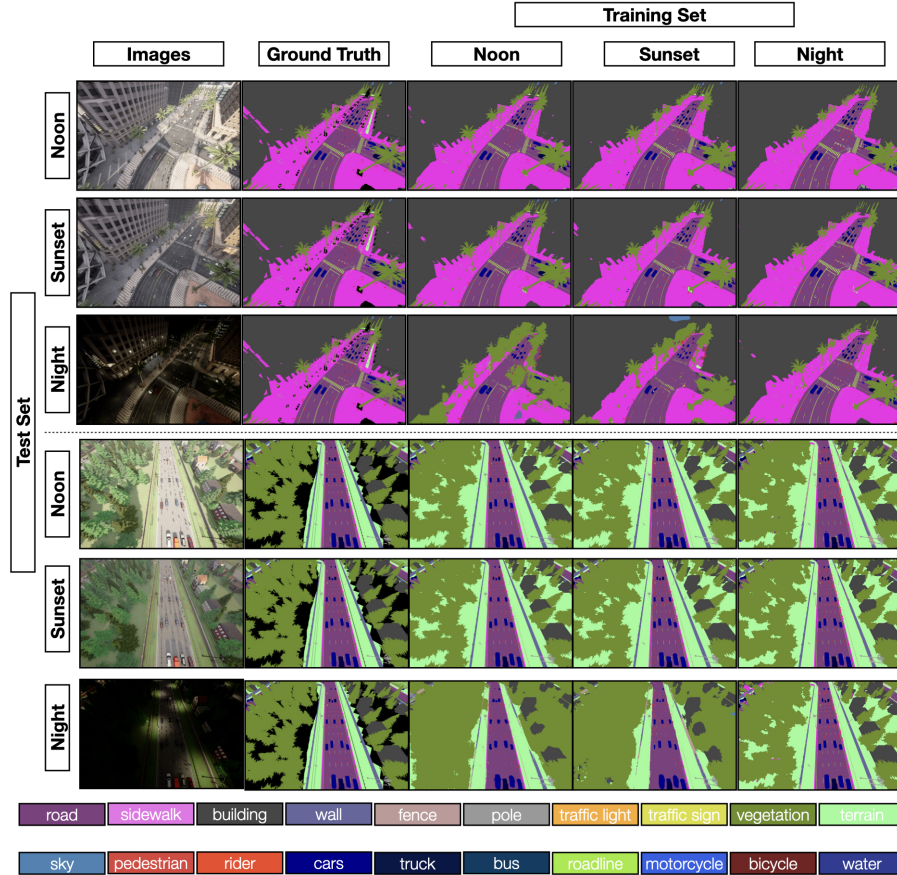 Training Set
Images
Ground Truth
Noon
Sunset
Night
Test Set
Noon
Sunset
Night
Noon
Sunset
Night
road
sidewalk
building
wall
fence
pole
traffic light
traffic sign
vegetation
terrain
sky
pedestrian
rider
cars
truck
bus
roadline
motorcycle
bicycle
water